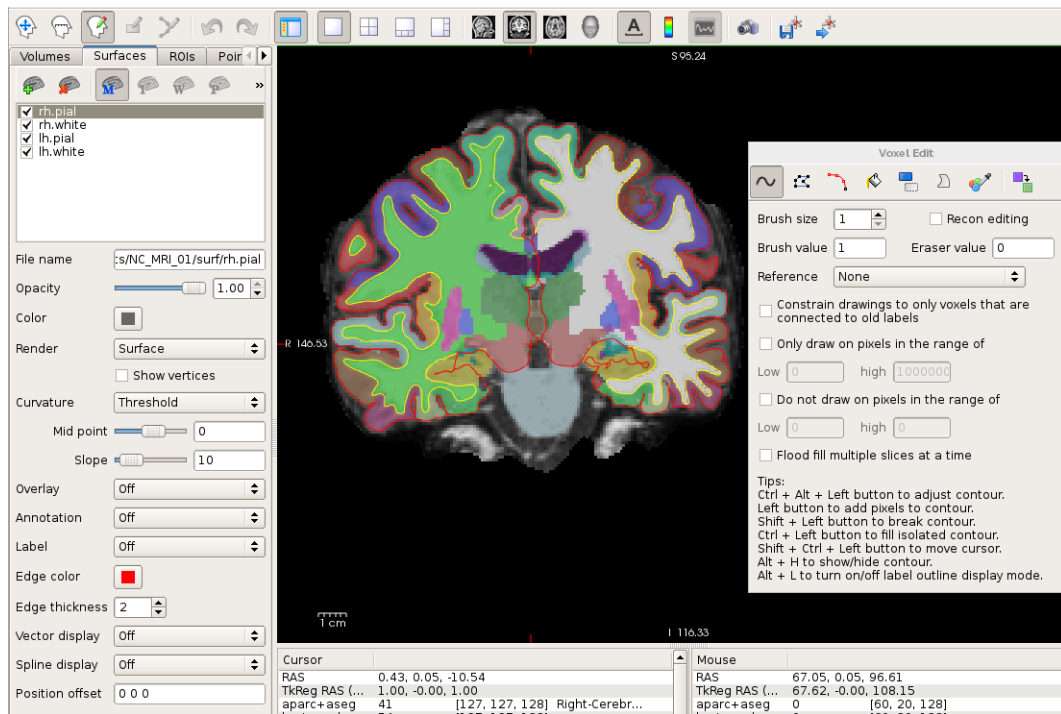 Volumes Surfaces ROIs Poir
M I W P »
rh.pial
rh.white
lh.pial
lh.white
File name :s/NC_MRI_01/surf/rh.pial
Opacity 1.00
Color
Render Surface
Show vertices
Curvature Threshold
Mid point 0
Slope 10
Overlay Off
Annotation Off
Label Off
Edge color
Edge thickness 2
Vector display Off
Spline display Off
Position offset 0 0 0
A
S 95.24
R 146.53
1 cm
I 116.33
Voxel Edit
Brush size 1 Recon editing
Brush value 1 Eraser value 0
Reference None
Constrain drawings to only voxels that are
connected to old labels
Only draw on pixels in the range of
Low 0 high 1000000
Do not draw on pixels in the range of
Low 0 high 0
Flood fill multiple slices at a time
Tips:
Ctrl + Alt + Left button to adjust contour.
Left button to add pixels to contour.
Shift + Left button to break contour.
Ctrl + Left button to fill isolated contour.
Shift + Ctrl + Left button to move cursor.
Alt + H to show/hide contour.
Alt + L to turn on/off label outline display mode.
Cursor
RAS 0.43, 0.05, -10.54
TkReg RAS (... 1.00, -0.00, 1.00
aparc+aseg 41 [127, 127, 128] Right-Cerebr...
Mouse
RAS 67.05, 0.05, 96.61
TkReg RAS (... 67.62, -0.00, 108.15
aparc+aseg 0 [60, 20, 128]